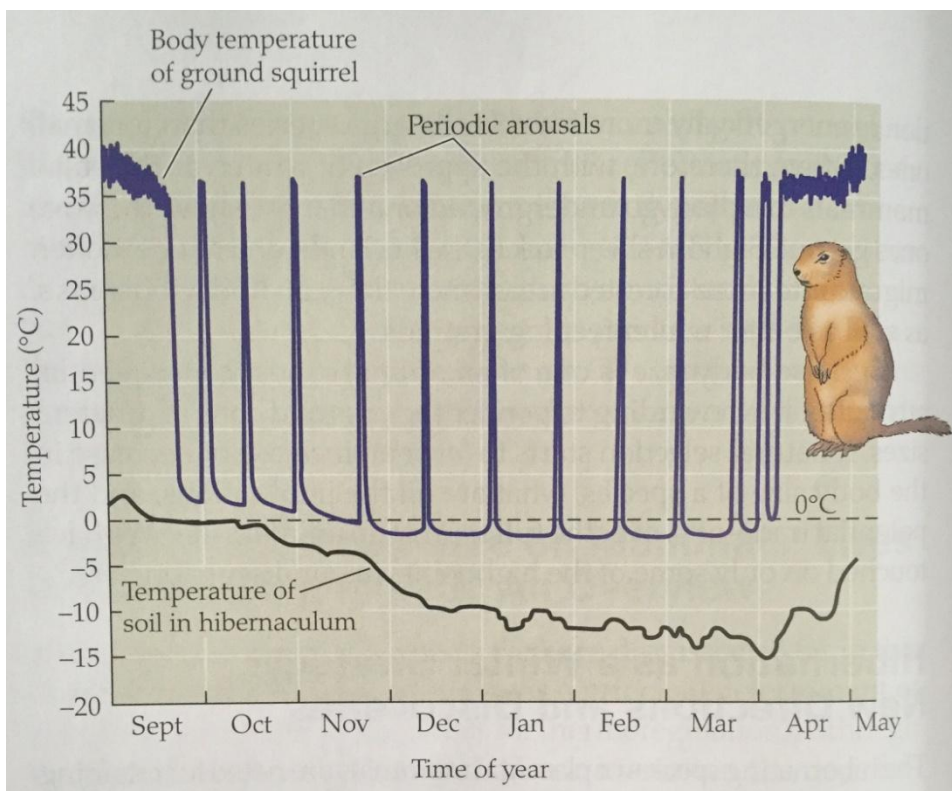 Body temperature
of ground squirrel
Periodic arousals
45
40
35
30
25
20
15
10
5
0
−5
−10
−15
−20
Temperature (°C)
0°C
Temperature of
soil in hibernaculum
Sept Oct Nov Dec Jan Feb Mar Apr May
Time of year